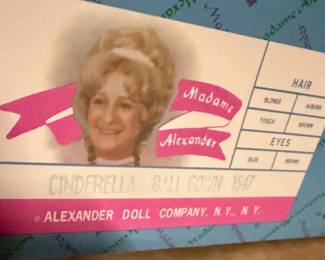 Madame
Alexander
HAIR
BLONDE AUBURN
TOSCA BROWN
EYES
BLUE BROWN
CINDERELLA - BALL GOWN 1547
ALEXANDER DOLL COMPANY, N.Y., N.Y.